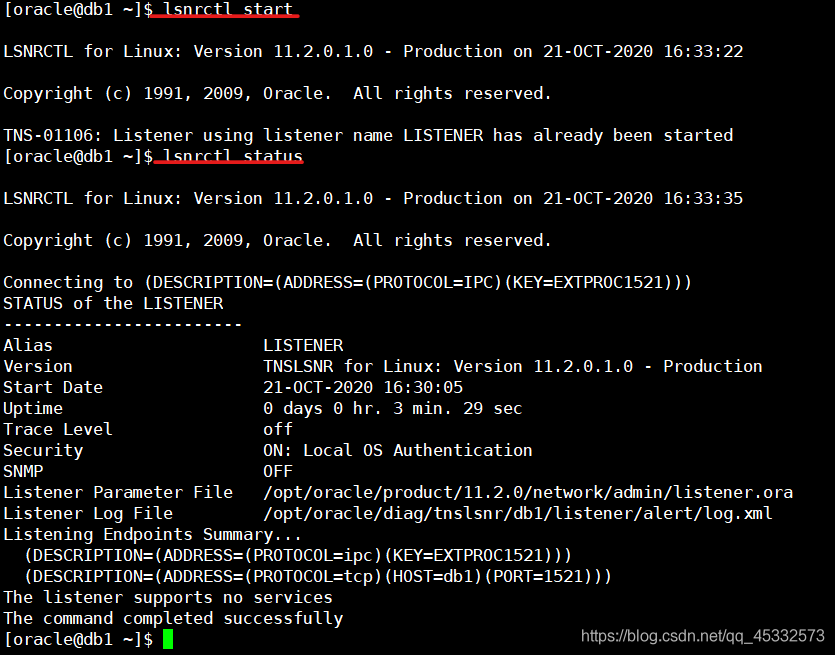 [oracle@db1 ~]$ lsnrctl start
LSNRCTL for Linux: Version 11.2.0.1.0 - Production on 21-OCT-2020 16:33:22
Copyright (c) 1991, 2009, Oracle.  All rights reserved.
TNS-01106: Listener using listener name LISTENER has already been started
[oracle@db1 ~]$ lsnrctl status
LSNRCTL for Linux: Version 11.2.0.1.0 - Production on 21-OCT-2020 16:33:35
Copyright (c) 1991, 2009, Oracle.  All rights reserved.
Connecting to (DESCRIPTION=(ADDRESS=(PROTOCOL=IPC)(KEY=EXTPROC1521)))
STATUS of the LISTENER
------------------------
Alias                     LISTENER
Version                   TNSLSNR for Linux: Version 11.2.0.1.0 - Production
Start Date                21-OCT-2020 16:30:05
Uptime                    0 days 0 hr. 3 min. 29 sec
Trace Level               off
Security                  ON: Local OS Authentication
SNMP                      OFF
Listener Parameter File   /opt/oracle/product/11.2.0/network/admin/listener.ora
Listener Log File         /opt/oracle/diag/tnslsnr/db1/listener/alert/log.xml
Listening Endpoints Summary...
  (DESCRIPTION=(ADDRESS=(PROTOCOL=ipc)(KEY=EXTPROC1521)))
  (DESCRIPTION=(ADDRESS=(PROTOCOL=tcp)(HOST=db1)(PORT=1521)))
The listener supports no services
The command completed successfully
[oracle@db1 ~]$
https://blog.csdn.net/qq_45332573